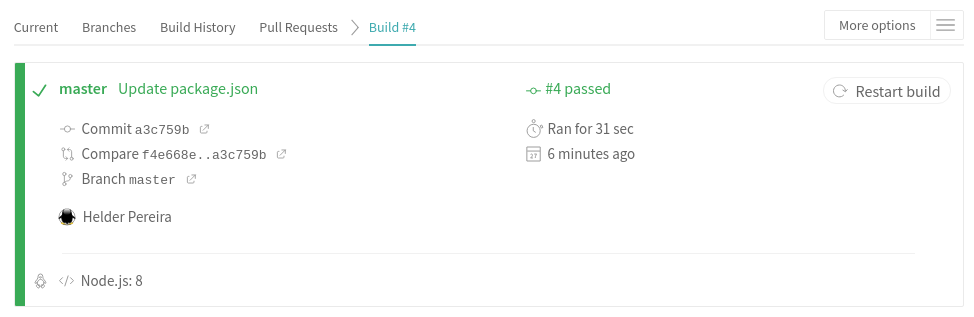 Current Branches Build History Pull Requests Build #4 More options
master Update package.json #4 passed Restart build
Commit a3c759b Ran for 31 sec
Compare f4e668e..a3c759b 6 minutes ago
Branch master
Helder Pereira
Node.js: 8